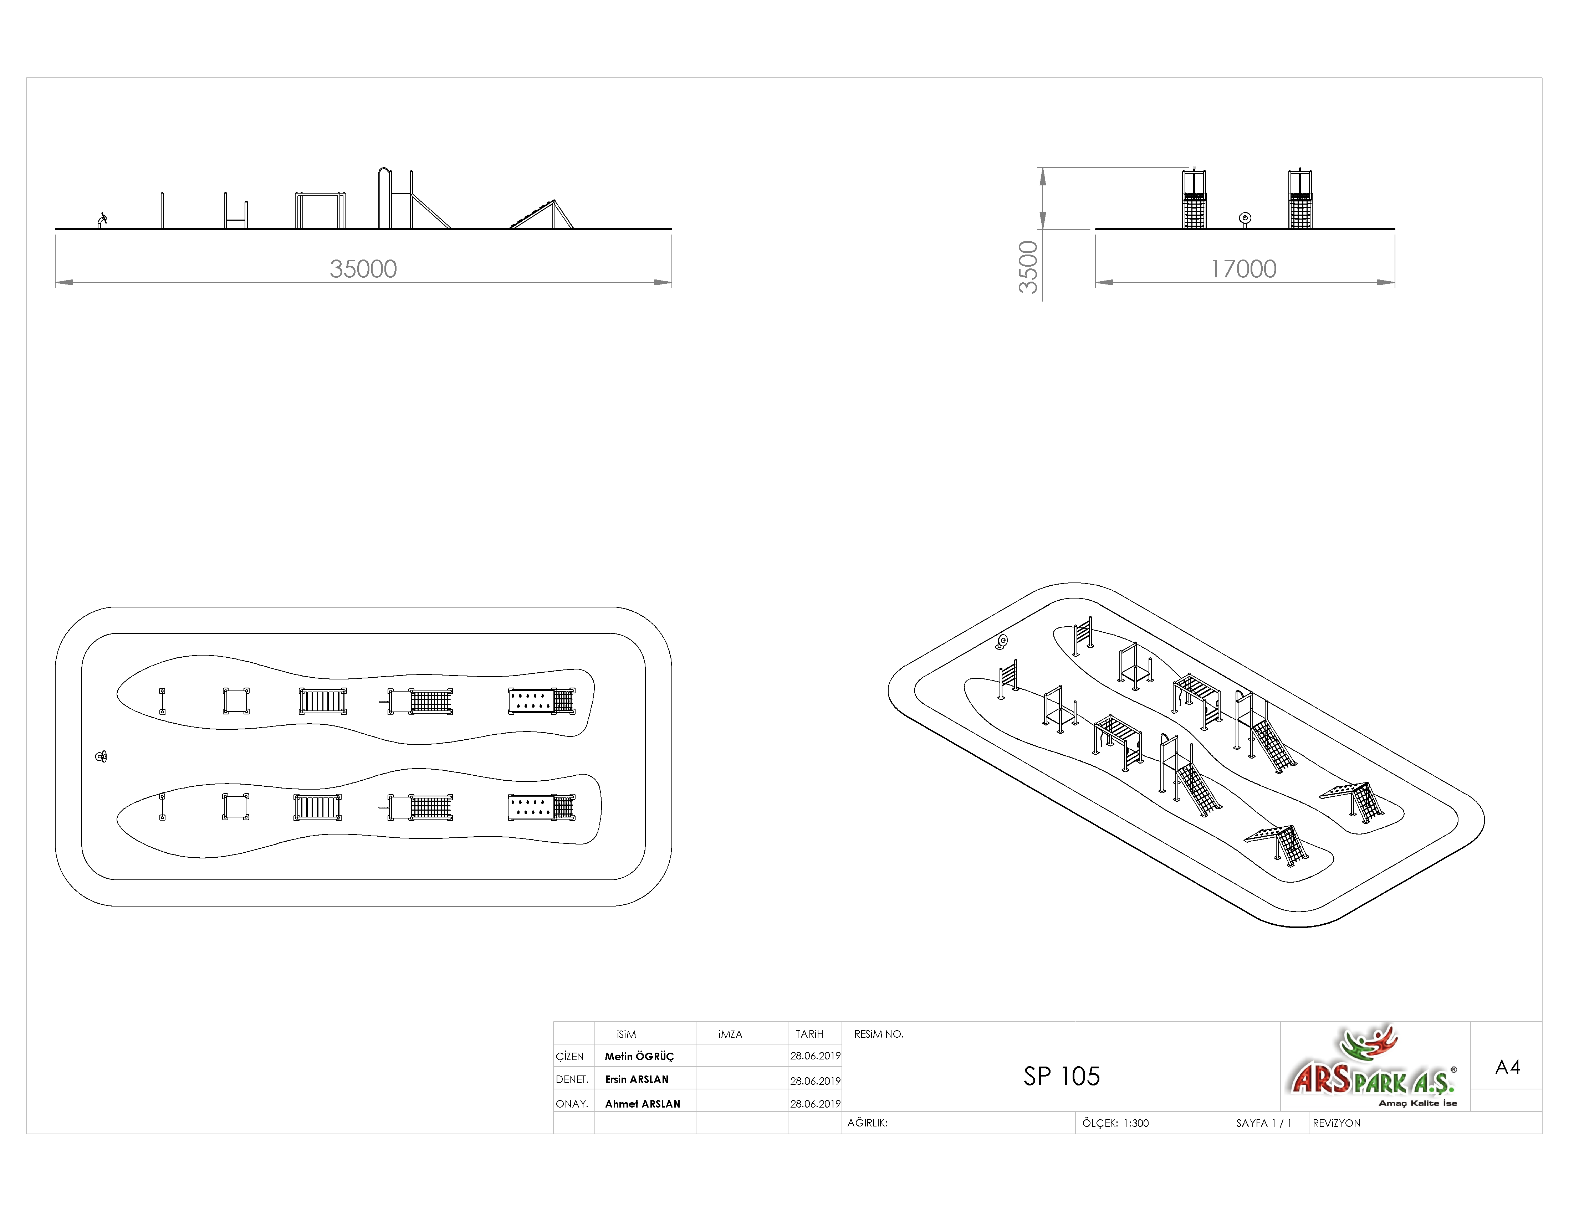 35000
3500
17000
İSİM
İMZA
TARİH
RESİM NO.
ÇİZEN
Metin ÖGRÜÇ
28.06.2019
DENET.
Ersin ARSLAN
28.06.2019
ONAY.
Ahmet ARSLAN
28.06.2019
SP 105
ARSPARK A.Ş.®
Amaç Kalite İse
A4
AĞIRLIK:
ÖLÇEK: 1:300
SAYFA 1 / 1
REVİZYON